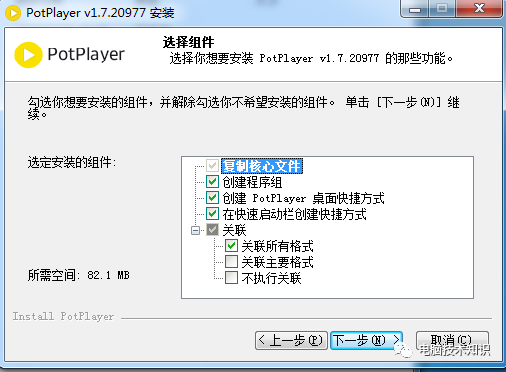 PotPlayer v1.7.20977 安装
PotPlayer
选择组件
选择你想要安装 PotPlayer v1.7.20977 的那些功能。
勾选你想要安装的组件，并解除勾选你不希望安装的组件。 单击 [下一步(N)] 继
续。
选定安装的组件:
复制核心文件
创建程序组
创建 PotPlayer 桌面快捷方式
在快速启动栏创建快捷方式
关联
关联所有格式
关联主要格式
不执行关联
所需空间: 82.1 MB
Install PotPlayer
< 上一步(P)
下一步(N) >
取消(C)
电脑技术知识